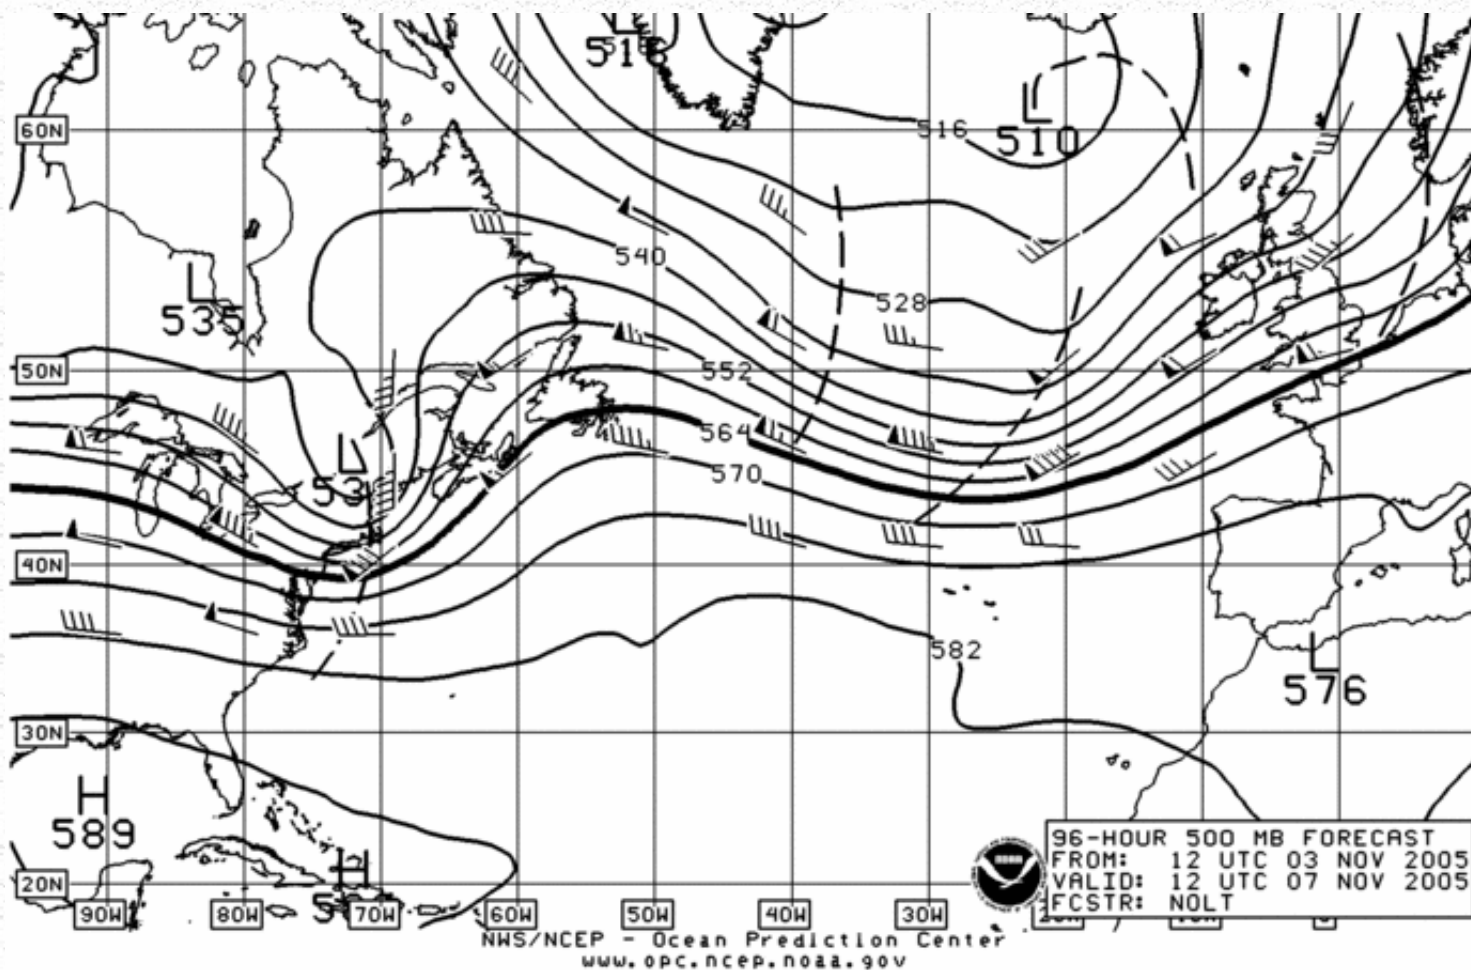 516
60N
L
516
510
L
540
535
528
50N
552
L
564
53
570
40N
582
L
576
30N
H
589
H
20N
90W 80W 70W 60W 50W 40W 30W
96-HOUR 500 MB FORECAST
FROM: 12 UTC 03 NOV 2005
VALID: 12 UTC 07 NOV 2005
FCSTR: NOLT
NWS/NCEP - Ocean Prediction Center
www.opc.ncep.noaa.gov